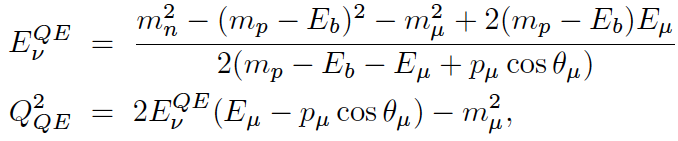 E_ν^{QE} = \frac{m_n^2 - (m_p - E_b)^2 - m_μ^2 + 2(m_p - E_b)E_μ}{2(m_p - E_b - E_μ + p_μ cos θ_μ)}
Q_{QE}^2 = 2E_ν^{QE}(E_μ - p_μ cos θ_μ) - m_μ^2,